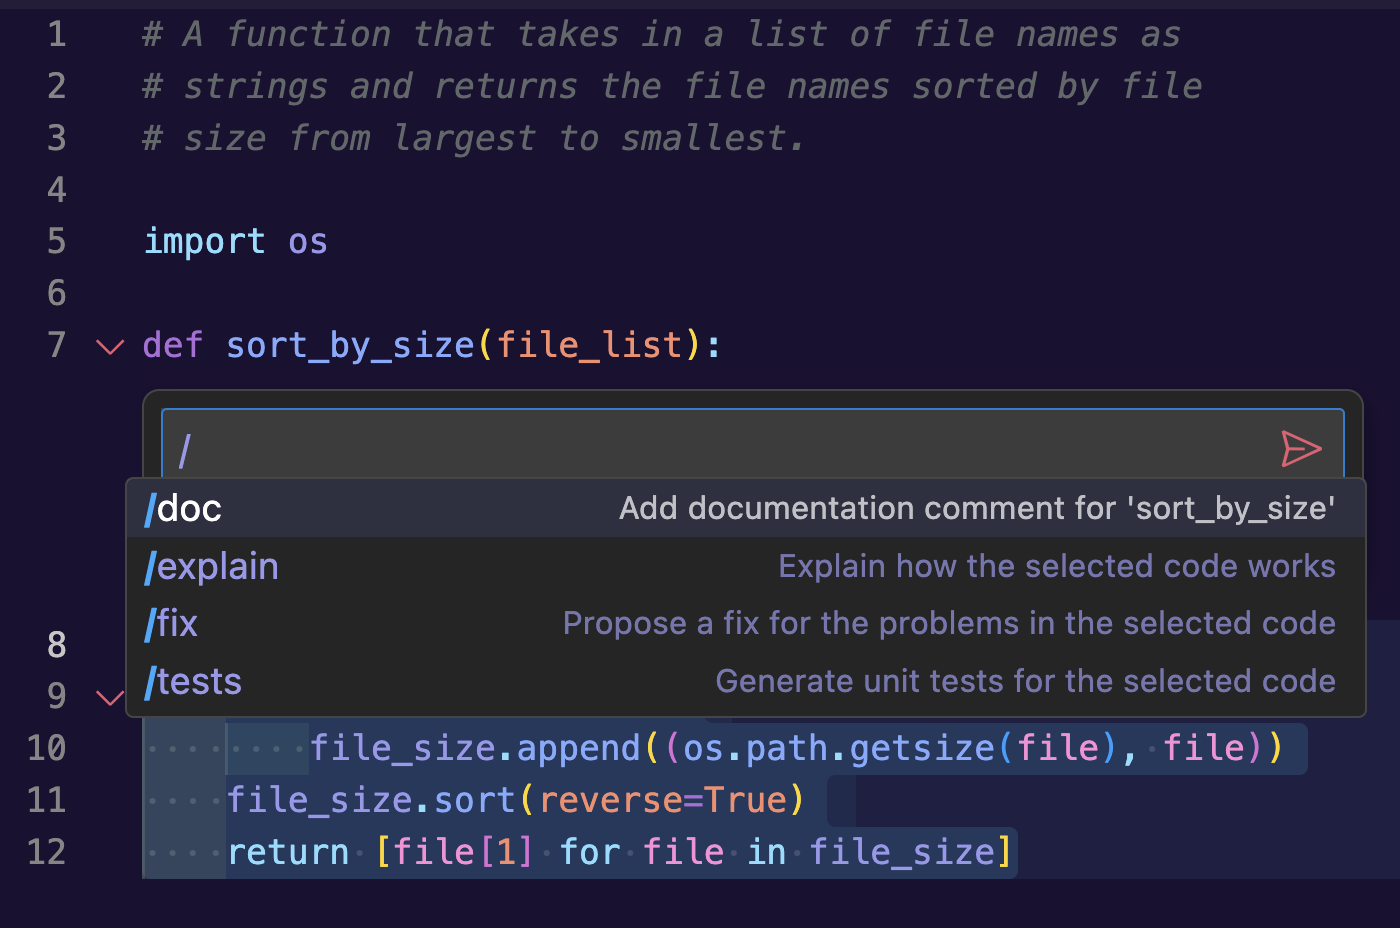 1 # A function that takes in a list of file names as
2 # strings and returns the file names sorted by file
3 # size from largest to smallest.
4
5 import os
6
7 def sort_by_size(file_list):
/
/doc Add documentation comment for 'sort_by_size'
/explain Explain how the selected code works
/fix Propose a fix for the problems in the selected code
8
/tests Generate unit tests for the selected code
9
10 file_size.append((os.path.getsize(file), file))
11 file_size.sort(reverse=True)
12 return [file[1] for file in file_size]